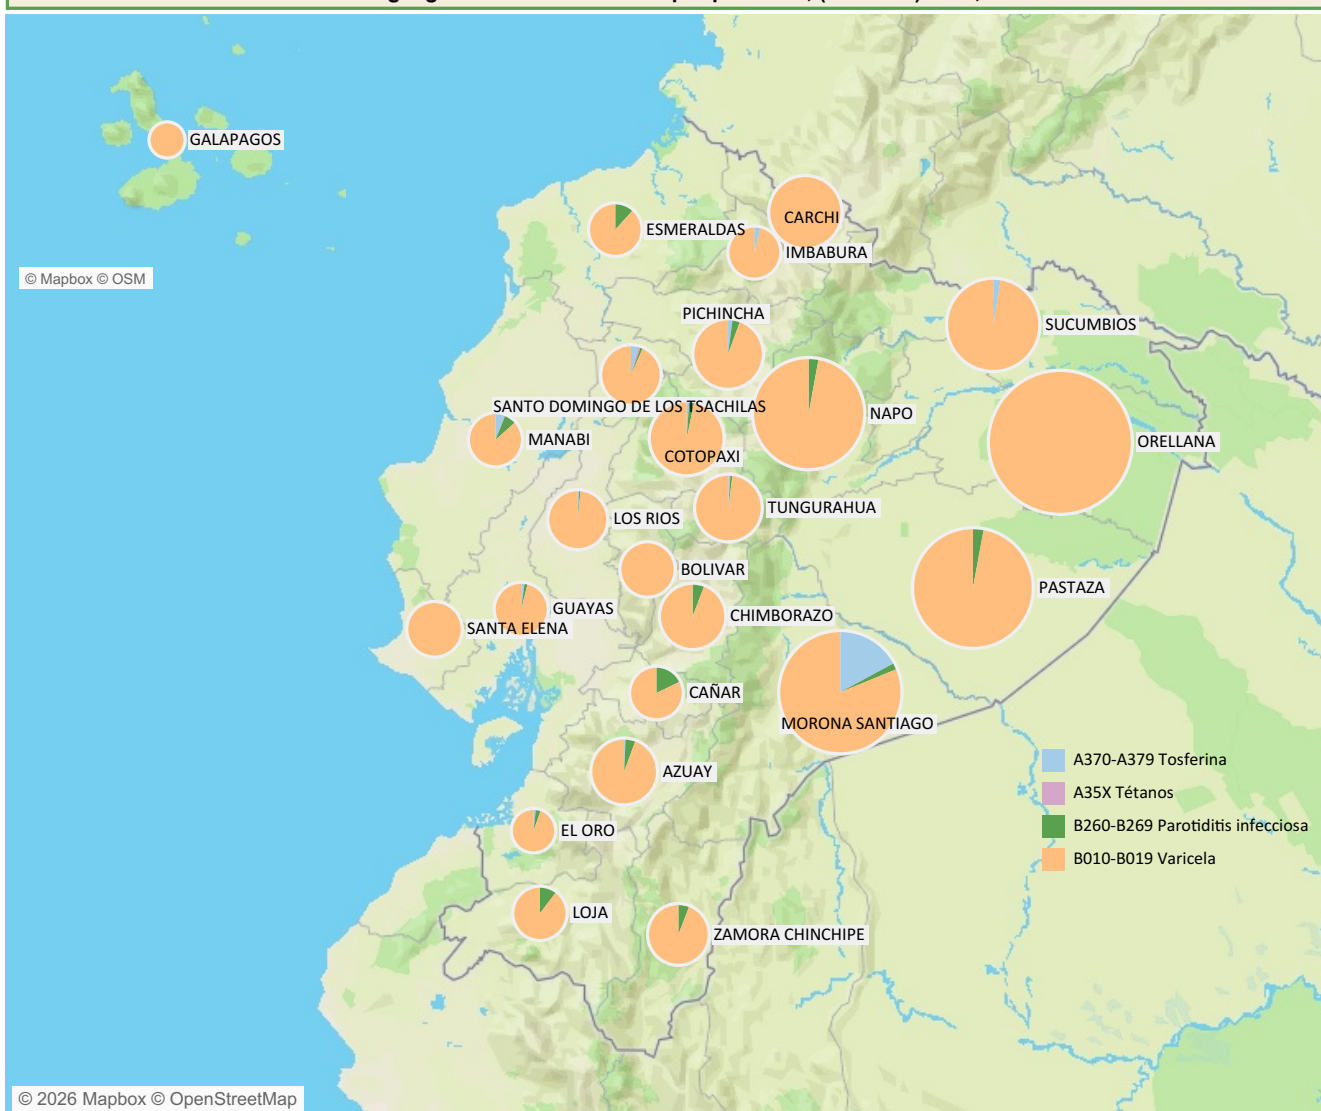 GALAPAGOS
© Mapbox © OSM
CARCHI
ESMERALDAS
IMBABURA
PICHINCHA
SUCUMBIOS
SANTO DOMINGO DE LOS TSACHILAS
NAPO
MANABI
ORELLANA
COTOPAXI
TUNGURAHUA
LOS RIOS
BOLIVAR
PASTAZA
GUAYAS
CHIMBORAZO
SANTA ELENA
CAÑAR
MORONA SANTIAGO
AZUAY
A370-A379 Tosferina
A35X Tétanos
B260-B269 Parotiditis infecciosa
B010-B019 Varicela
EL ORO
LOJA
ZAMORA CHINCHIPE
© 2026 Mapbox © OpenStreetMap